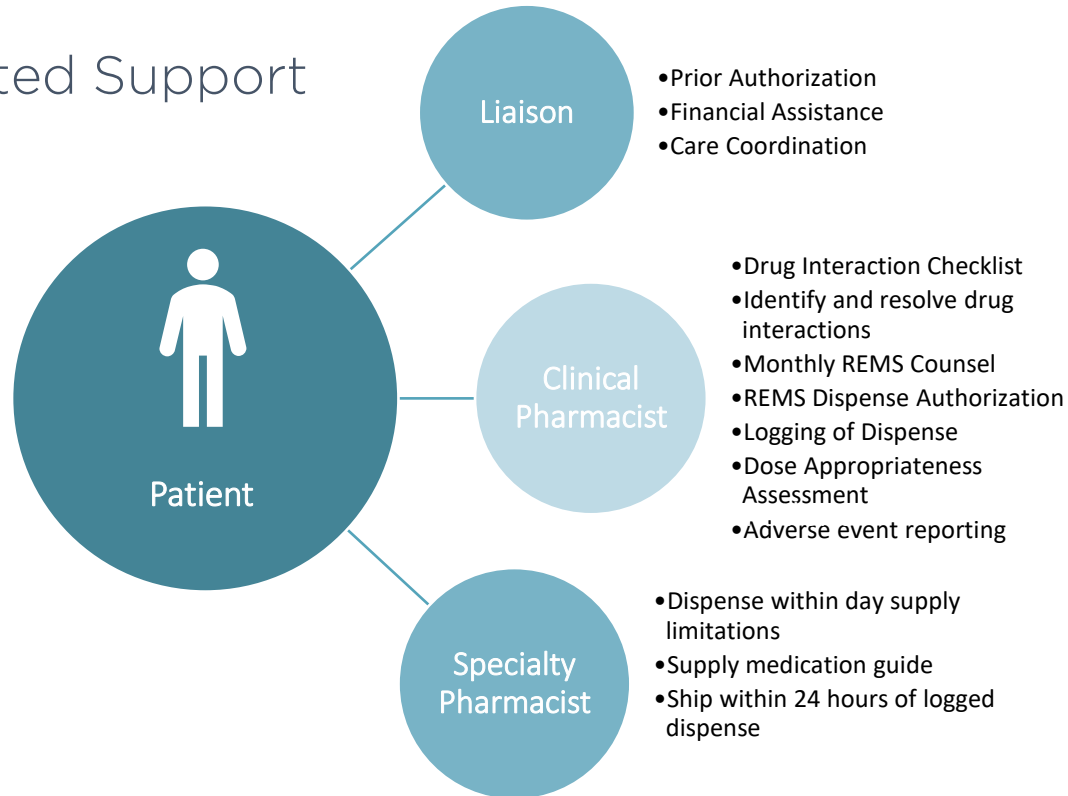 Support
Liaison
•Prior Authorization
•Financial Assistance
•Care Coordination
Patient
Clinical
Pharmacist
•Drug Interaction Checklist
•Identify and resolve drug
interactions
•Monthly REMS Counsel
•REMS Dispense Authorization
•Logging of Dispense
•Dose Appropriateness
Assessment
•Adverse event reporting
Specialty
Pharmacist
•Dispense within day supply
limitations
•Supply medication guide
•Ship within 24 hours of logged
dispense